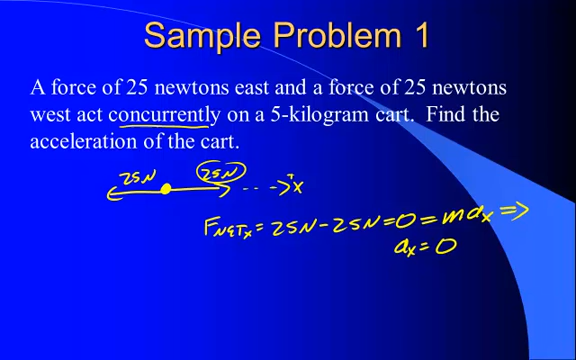 Sample Problem 1
A force of 25 newtons east and a force of 25 newtons
west act concurrently on a 5-kilogram cart. Find the
acceleration of the cart.
25N 25N +x
FNETx = 25N - 25N = 0 = max ⇒
ax = 0